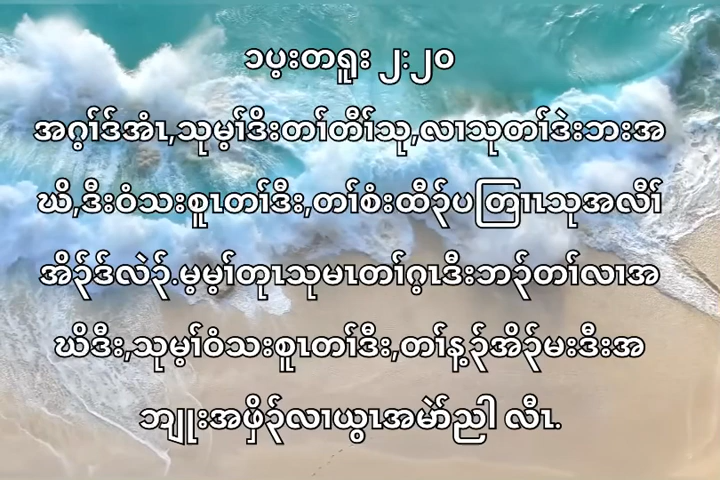 ၁ပ့းတရူး ၂:၂၀
အဂ့ၢ်ဒ်အံၤ,သုမ့ၢ်ဒိးတၢ်တီၢ်သု,လၢသုတၢ်ဒဲးဘးအ
ဃိ,ဒီးဝံသးစူၤတၢ်ဒီး,တၢ်စံးထီၣ်ပတြၢၤသုအလီၢ်
အိၣ်ဒ်လဲၣ်.မ့မ့ၢ်တုၤသုမၤတၢ်ဂ့ၤဒီးဘၣ်တၢ်လၢအ
ဃိဒီး,သုမ့ၢ်ဝံသးစူၤတၢ်ဒီး,တၢ်န့ၣ်အိၣ်မးဒီးအ
ဘျုးအဖှိၣ်လၢယွၤအမဲာ်ညါ လီၤ.